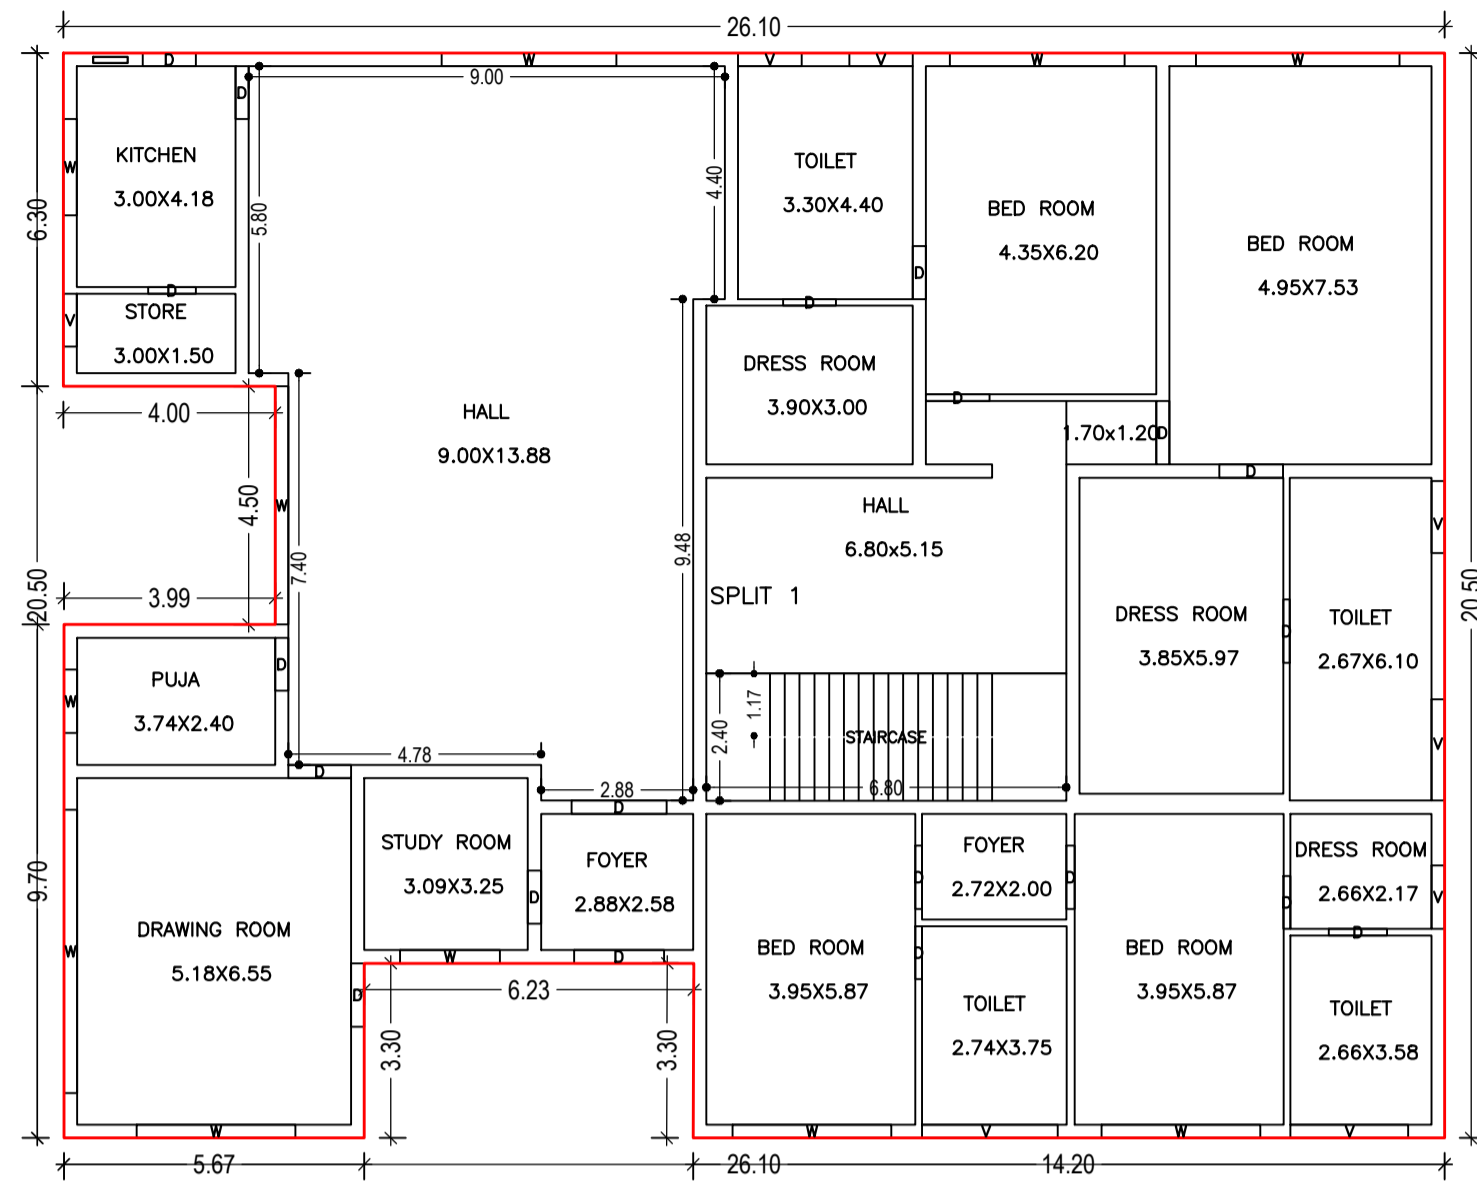 26.10
D
W
V
V
W
W
9.00
D
KITCHEN
3.00X4.18
W
6.30
5.80
4.40
TOILET
3.30X4.40
BED ROOM
4.35X6.20
BED ROOM
4.95X7.53
D
D
D
STORE
3.00X1.50
V
DRESS ROOM
3.90X3.00
D
4.00
HALL
9.00X13.88
1.70x1.20
D
D
4.50
W
HALL
6.80x5.15
V
9.48
7.40
3.99
20.50
SPLIT 1
20.50
DRESS ROOM
3.85X5.97
D
TOILET
2.67X6.10
D
PUJA
3.74X2.40
W
1.17
2.40
STAIRCASE
V
4.78
D
2.88
6.80
D
STUDY ROOM
3.09X3.25
FOYER
2.88X2.58
D
FOYER
2.72X2.00
D
D
DRESS ROOM
2.66X2.17
D
V
9.70
DRAWING ROOM
5.18X6.55
W
D
BED ROOM
3.95X5.87
D
BED ROOM
3.95X5.87
W
D
D
6.23
TOILET
2.74X3.75
TOILET
2.66X3.58
3.30
3.30
W
W
V
W
V
5.67
26.10
14.20